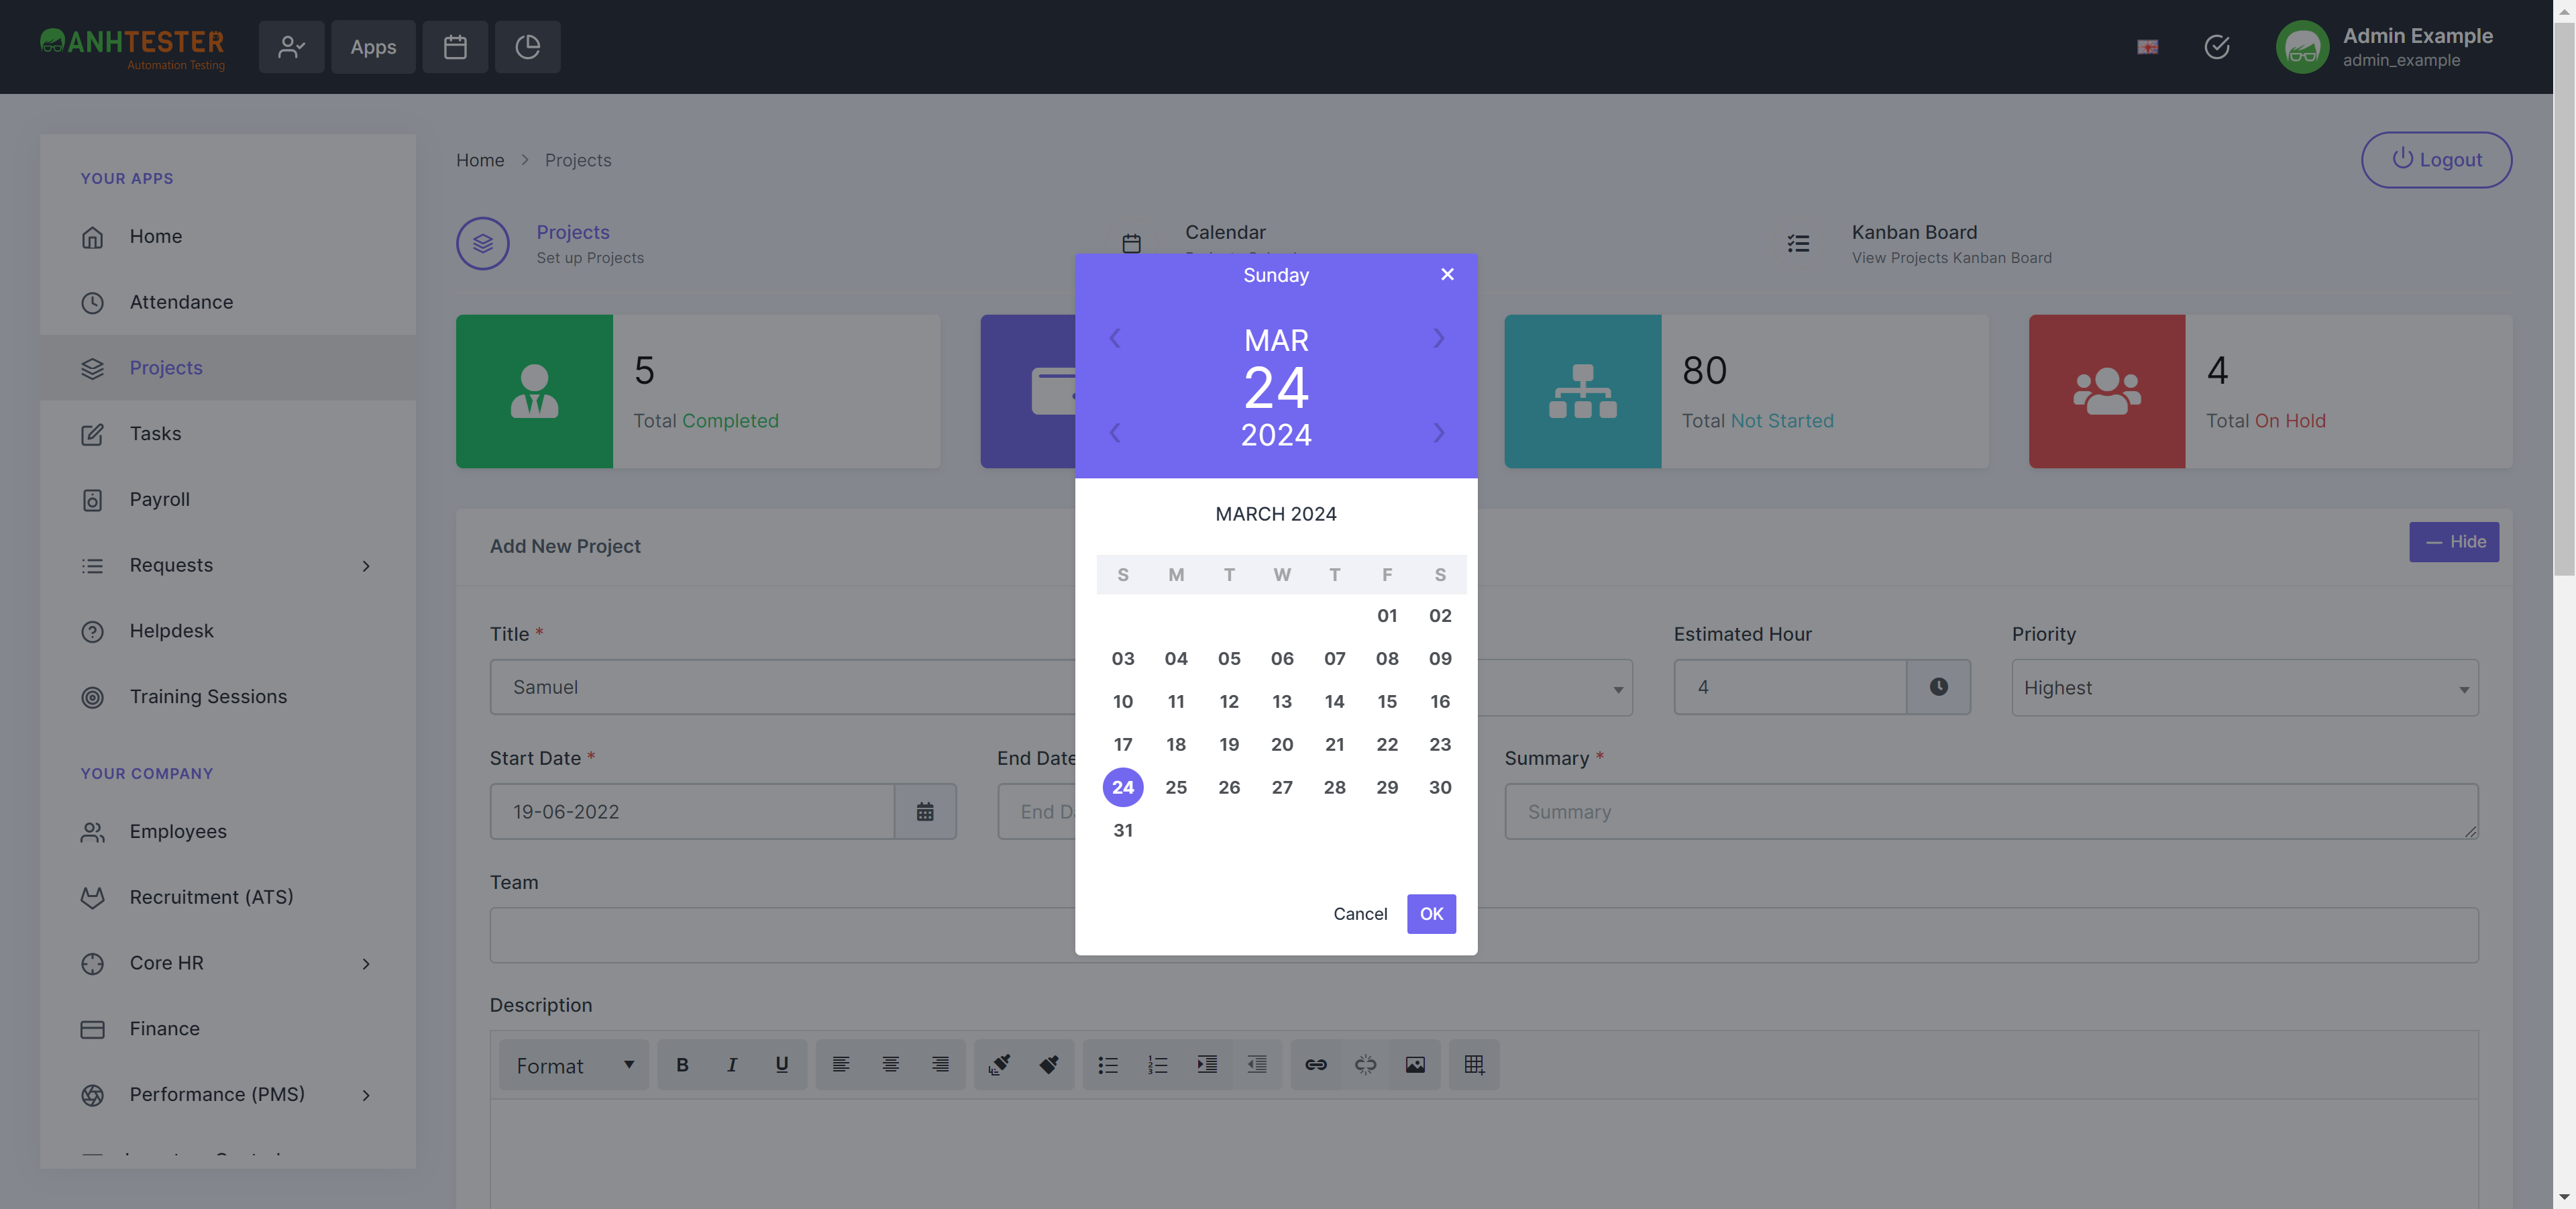 ANHTESTER
Automation Testing
Apps
Admin Example
admin_example
YOUR APPS
Home
Attendance
Projects
Tasks
Payroll
Requests
Helpdesk
Training Sessions
YOUR COMPANY
Employees
Recruitment (ATS)
Core HR
Finance
Performance (PMS)
Home > Projects
Logout
Projects
Set up Projects
Calendar
Kanban Board
View Projects Kanban Board
5
Total Completed
80
Total Not Started
4
Total On Hold
Add New Project
Hide
Title *
Samuel
Estimated Hour
4
Priority
Highest
Start Date *
19-06-2022
End Date
End D
Summary *
Summary
Team
Description
Format
B I U
Sunday
×
MAR
24
2024
MARCH 2024
S M T W T F S
01 02
03 04 05 06 07 08 09
10 11 12 13 14 15 16
17 18 19 20 21 22 23
24 25 26 27 28 29 30
31
Cancel OK